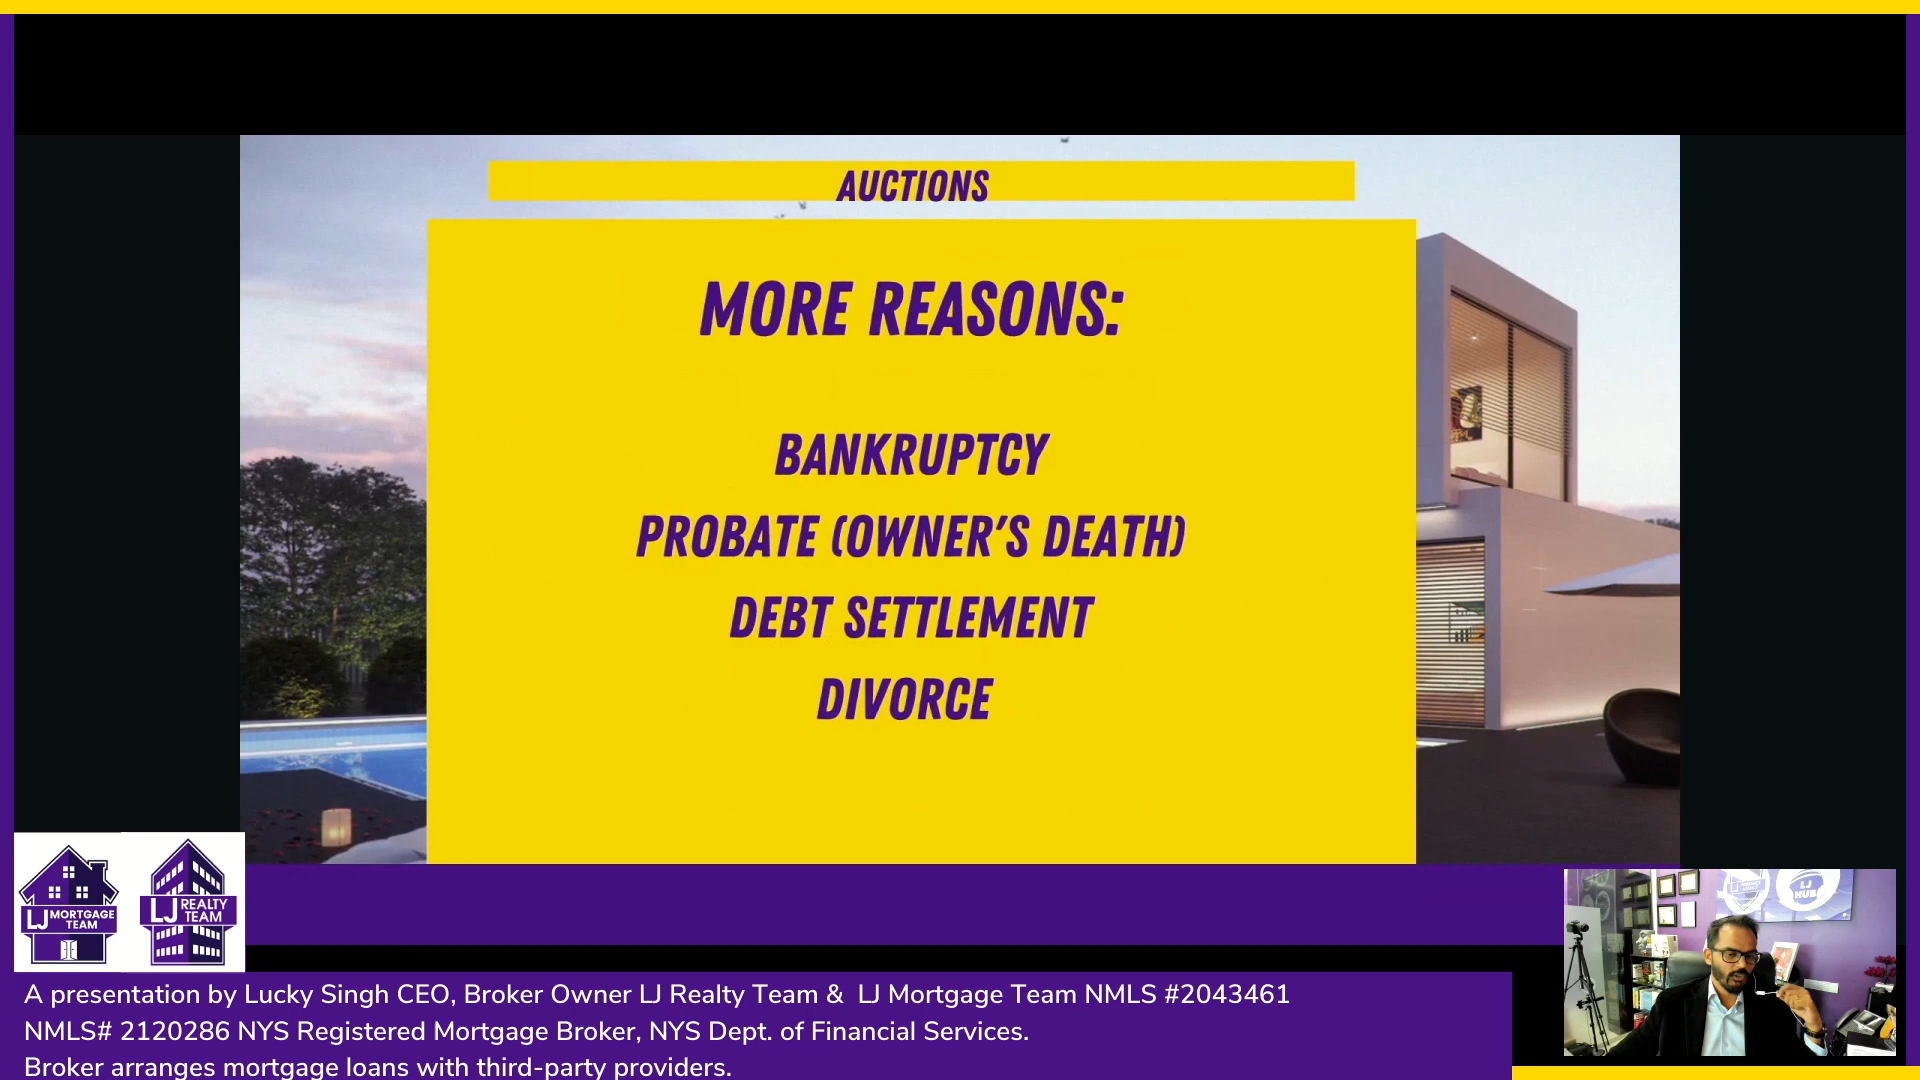 AUCTIONS
MORE REASONS:
BANKRUPTCY
PROBATE (OWNER'S DEATH)
DEBT SETTLEMENT
DIVORCE
LJ MORTGAGE TEAM
LJ REALTY TEAM
LJ HUB
A presentation by Lucky Singh CEO, Broker Owner LJ Realty Team & LJ Mortgage Team NMLS #2043461
NMLS# 2120286 NYS Registered Mortgage Broker, NYS Dept. of Financial Services.
Broker arranges mortgage loans with third-party providers.